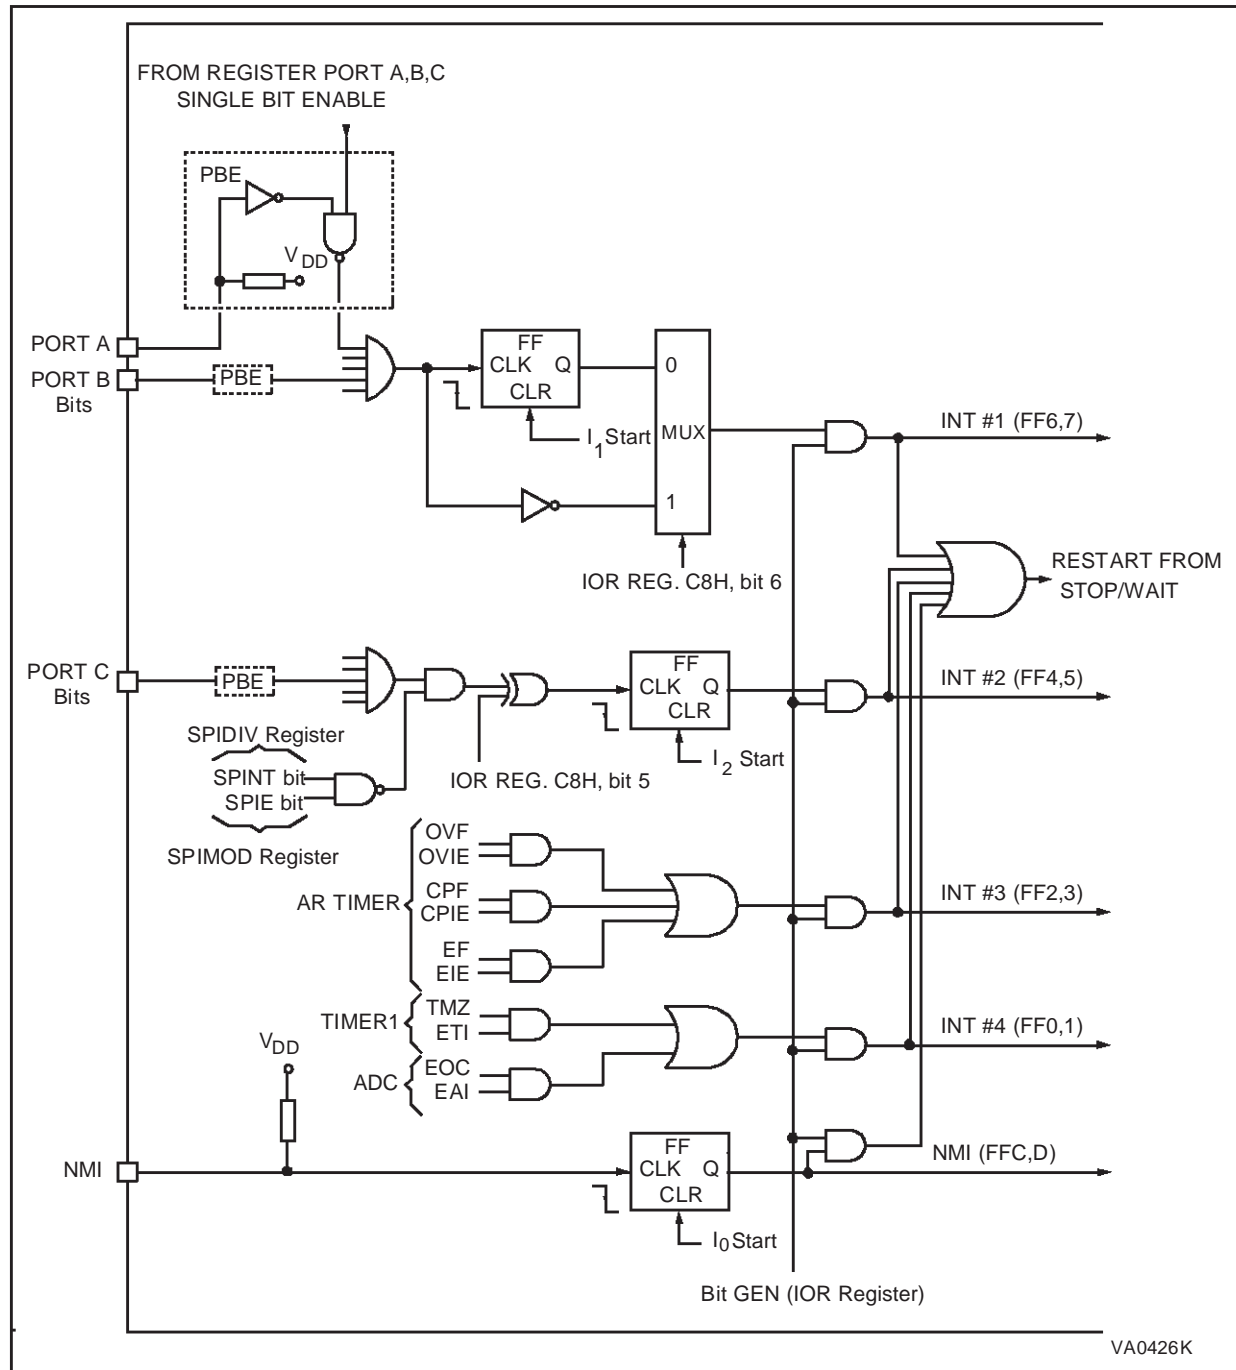 FROM REGISTER PORT A,B,C
SINGLE BIT ENABLE
PBE
VDD
PORT A
PORT B
Bits
PBE
FF
CLK Q
CLR
I1 Start
0
MUX
1
IOR REG. C8H, bit 6
INT #1 (FF6,7)
RESTART FROM
STOP/WAIT
PORT C
Bits
PBE
SPIDIV Register
SPINT bit
SPIE bit
SPIMOD Register
IOR REG. C8H, bit 5
FF
CLK Q
CLR
I2 Start
INT #2 (FF4,5)
AR TIMER
OVF
OVIE
CPF
CPIE
EF
EIE
INT #3 (FF2,3)
TIMER1
TMZ
ETI
ADC
EOC
EAI
INT #4 (FF0,1)
VDD
NMI
FF
CLK Q
CLR
I0 Start
NMI (FFC,D)
Bit GEN (IOR Register)
VA0426K